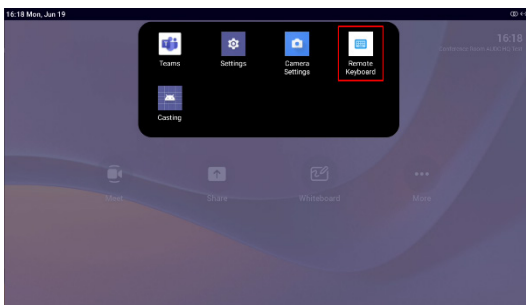 16:18 Mon, Jun 19
16:18
Teams
Settings
Camera
Settings
Remote
Keyboard
Casting
Meet
Share
Whiteboard
More